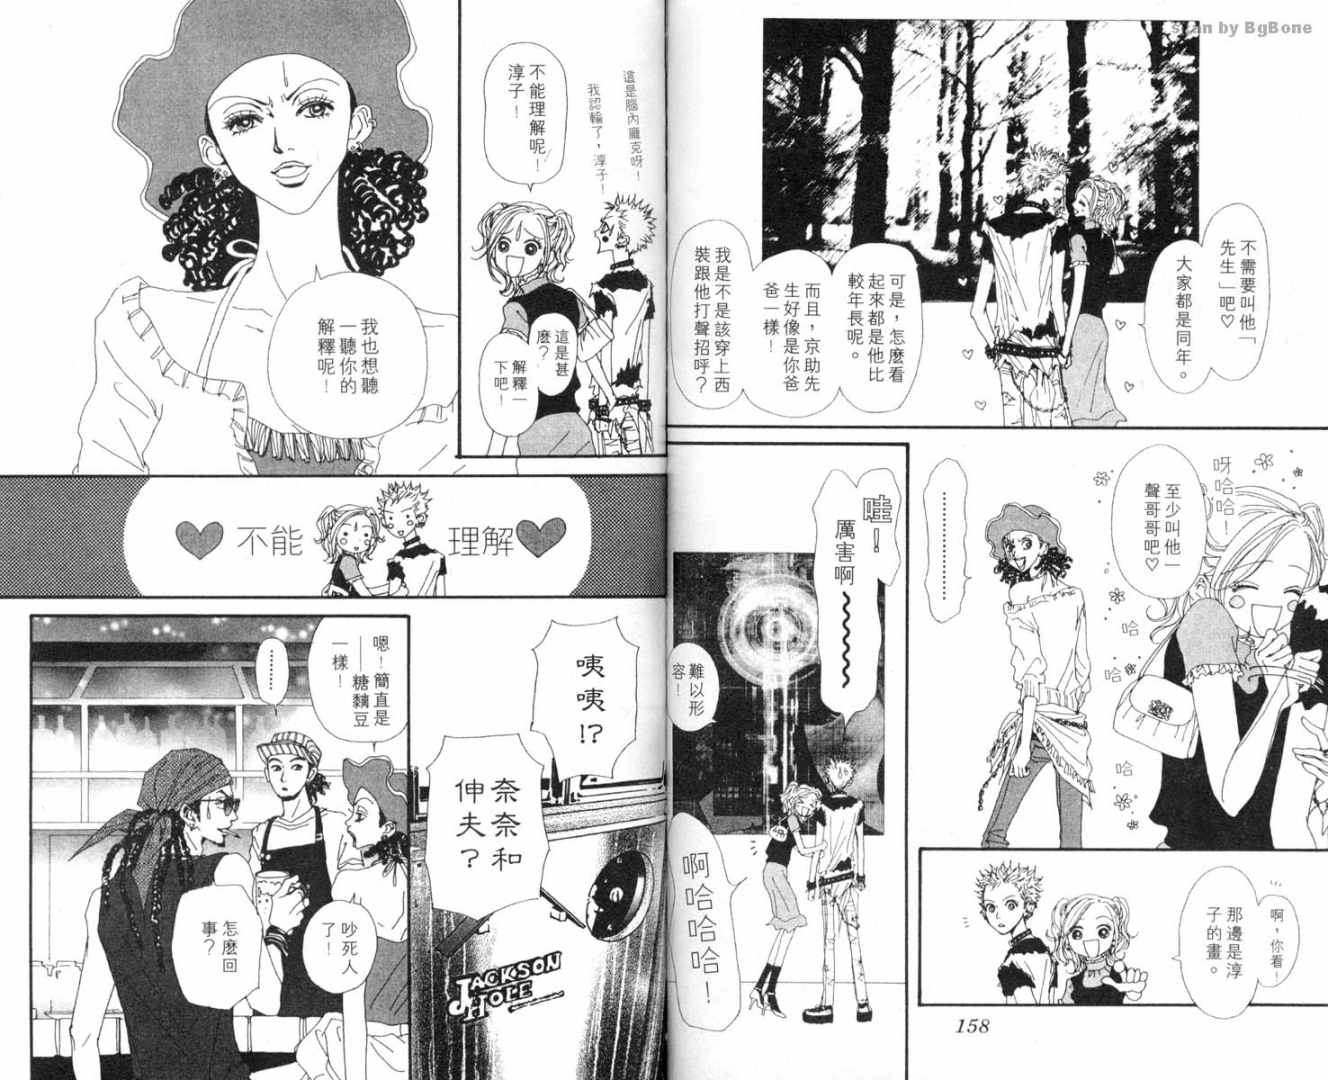 scan by BgBone
不需要叫他「
先生」吧♡
大家都是同年。
可是，怎麼看
起來都是他比
較年長呢。
而且，京助先
生好像是你爸
爸一樣！
我是不是該穿上西
裝跟他打聲招呼？
呀哈哈！
至少叫他一
聲哥哥吧♡
哈
哈
哈
…………
啊，你看！
那邊是淳
子的畫。
哇！
厲害啊
難以形
容！
啊哈哈哈！
158
這是腦內龐克呀！
我認輸了，淳子！
不能理解呢！
淳子！
這是甚
麼？
解釋一
下吧！
我也想聽
一聽你的
解釋呢！
♥不能 理解♥
咦咦!?
奈奈和
伸夫？
JACKSON
HOLE
嗯！簡直是
——糖黐豆
一樣！
………
吵死人
了！
怎麼回
事？